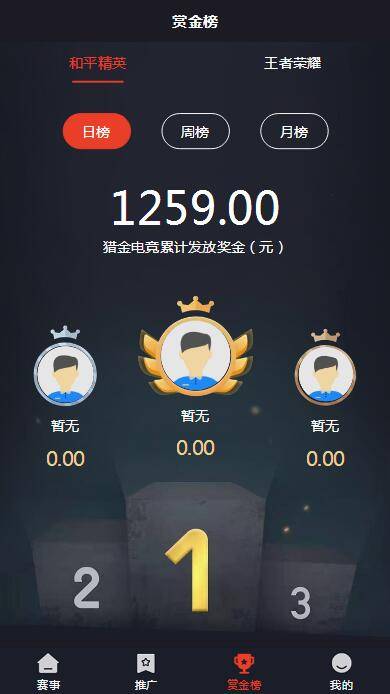 赏金榜
和平精英 王者荣耀
日榜 周榜 月榜
1259.00
猎金电竞累计发放奖金（元）
暂无 暂无 暂无
0.00 0.00 0.00
2 1 3
赛事 推广 赏金榜 我的